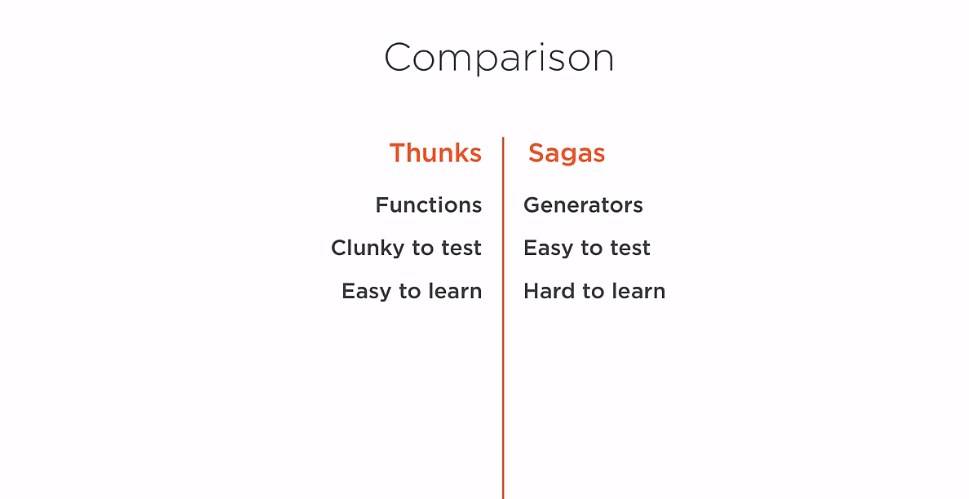 Comparison
Thunks Sagas
Functions Generators
Clunky to test Easy to test
Easy to learn Hard to learn